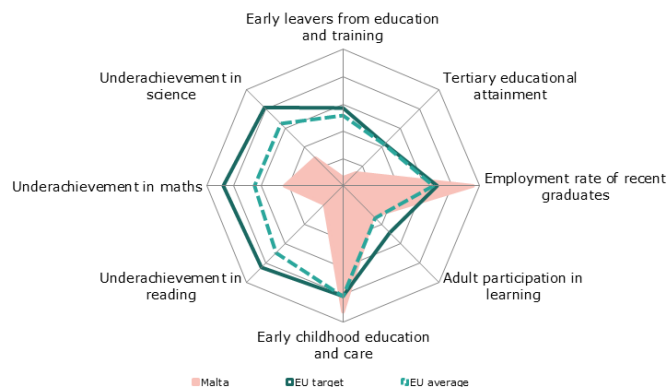 Early leavers from education
and training
Underachievement in
science
Tertiary educational
attainment
Underachievement in maths
Employment rate of recent
graduates
Underachievement in
reading
Adult participation in
learning
Early childhood education
and care
Malta
EU target
EU average